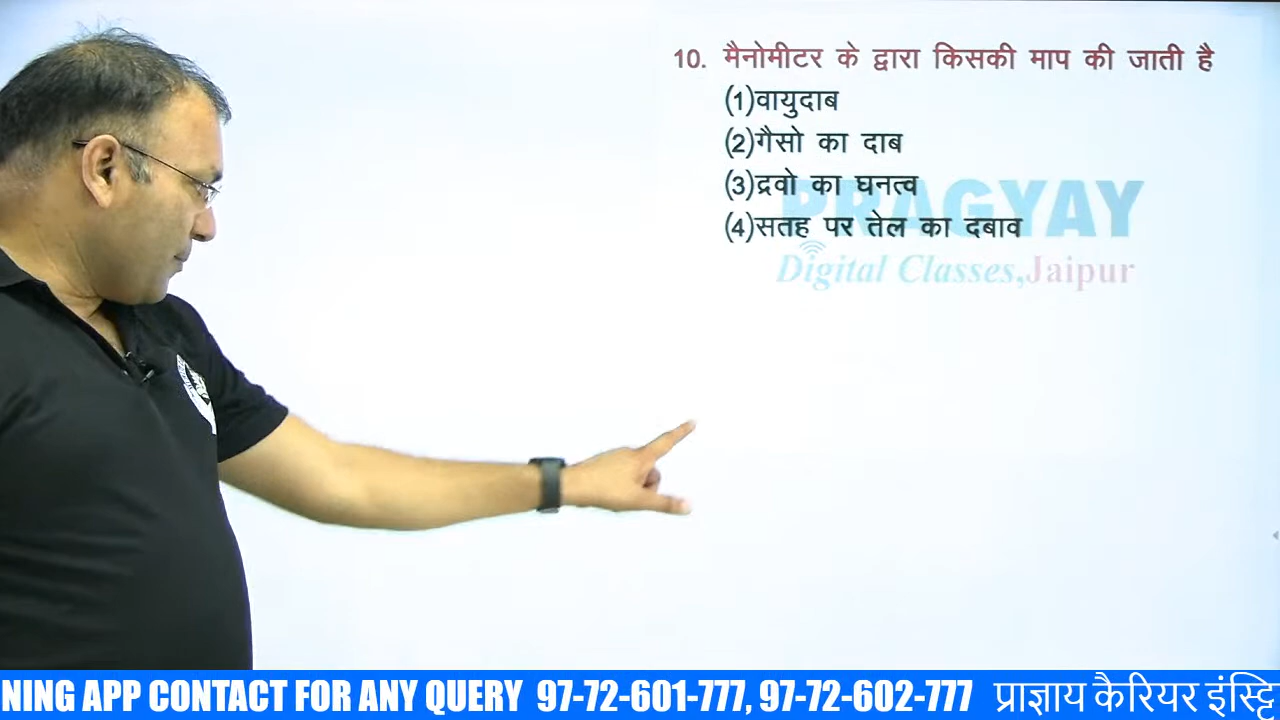 10. मैनोमीटर के द्वारा किसकी माप की जाती है
(1)वायुदाब
(2)गैसो का दाब
(3)द्रवो का घनत्व
(4)सतह पर तेल का दबाव
PRAGYAY
Digital Classes,Jaipur
NING APP CONTACT FOR ANY QUERY 97-72-601-777, 97-72-602-777 प्राज्ञाय कैरियर